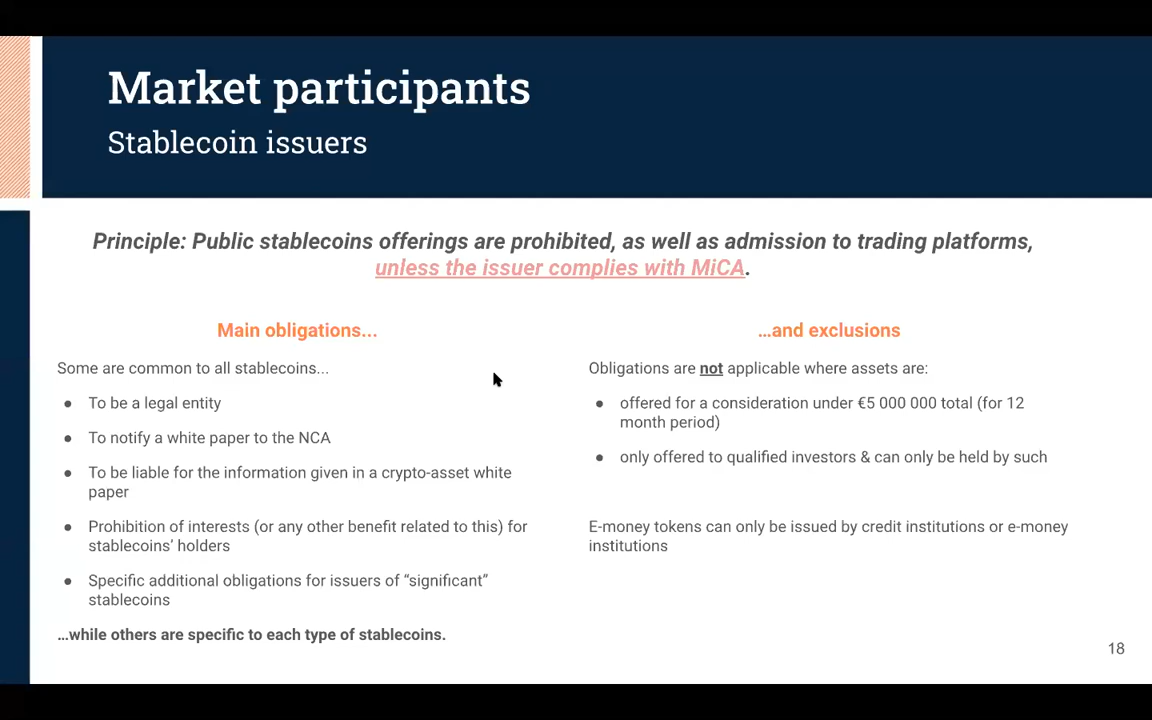 Market participants
Stablecoin issuers
Principle: Public stablecoins offerings are prohibited, as well as admission to trading platforms,
unless the issuer complies with MiCA.
Main obligations...
Some are common to all stablecoins...
● To be a legal entity
● To notify a white paper to the NCA
● To be liable for the information given in a crypto-asset white
paper
● Prohibition of interests (or any other benefit related to this) for
stablecoins’ holders
● Specific additional obligations for issuers of “significant”
stablecoins
…while others are specific to each type of stablecoins.
…and exclusions
Obligations are not applicable where assets are:
● offered for a consideration under €5 000 000 total (for 12
month period)
● only offered to qualified investors & can only be held by such
E-money tokens can only be issued by credit institutions or e-money
institutions
18